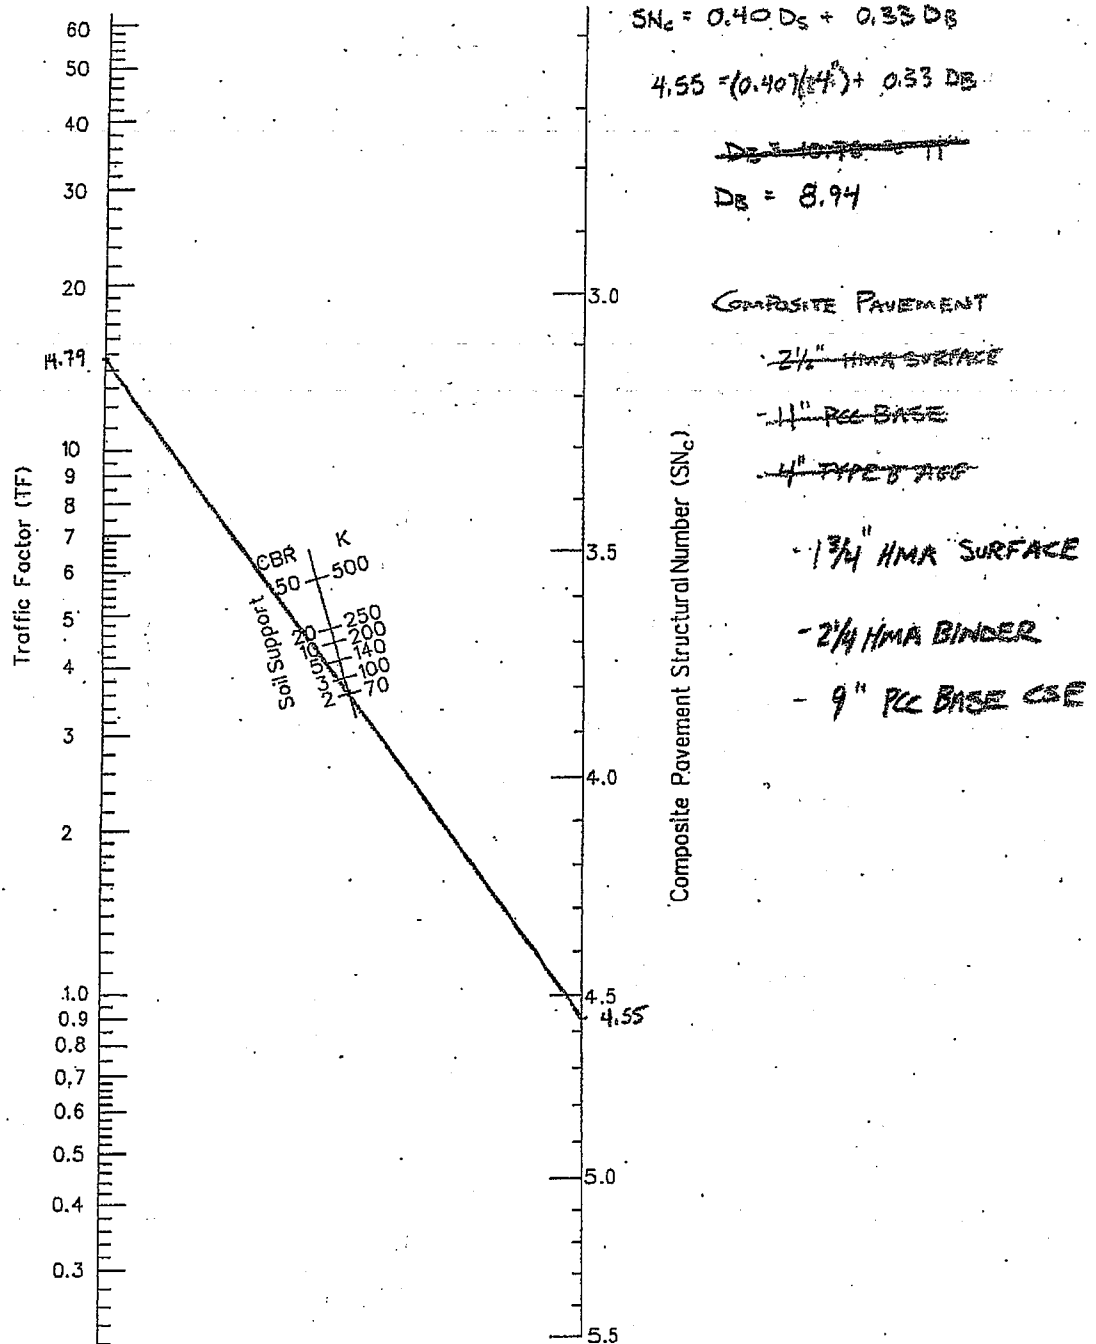 SNc = 0.40 Ds + 0.33 DB
4.55 = (0.40)(4") + 0.33 DB
DB = 8.94
COMPOSITE PAVEMENT
- 2½" HMA SURFACE
- 11" PCC BASE
- 4" TYPE B AGG
- 1 3/4" HMA SURFACE
- 2 1/4 HMA BINDER
- 9" PCC BASE CSE
Traffic Factor (TF)
60
50
40
30
20
14.79
10
9
8
7
6
5
4
3
2
1.0
0.9
0.8
0.7
0.6
0.5
0.4
0.3
Soil Support
CBR K
50 500
20 250
10 200
5 140
3 100
2 70
3.0
3.5
4.0
4.5
4.55
5.0
5.5
Composite Pavement Structural Number (SNc)